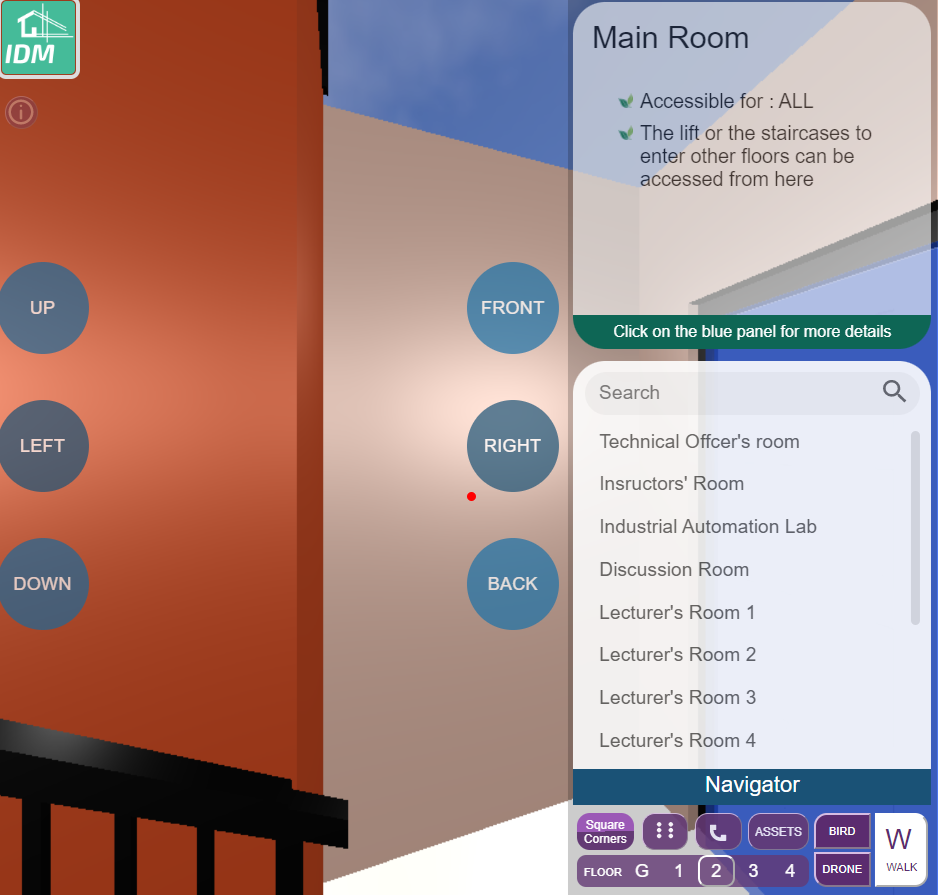 IDM
UP
LEFT
DOWN
FRONT
RIGHT
BACK
Main Room
Accessible for : ALL
The lift or the staircases to
enter other floors can be
accessed from here
Click on the blue panel for more details
Search
Technical Offcer's room
Insructors' Room
Industrial Automation Lab
Discussion Room
Lecturer's Room 1
Lecturer's Room 2
Lecturer's Room 3
Lecturer's Room 4
Navigator
Square
Corners
ASSETS
BIRD
W
WALK
FLOOR G 1 2 3 4
DRONE